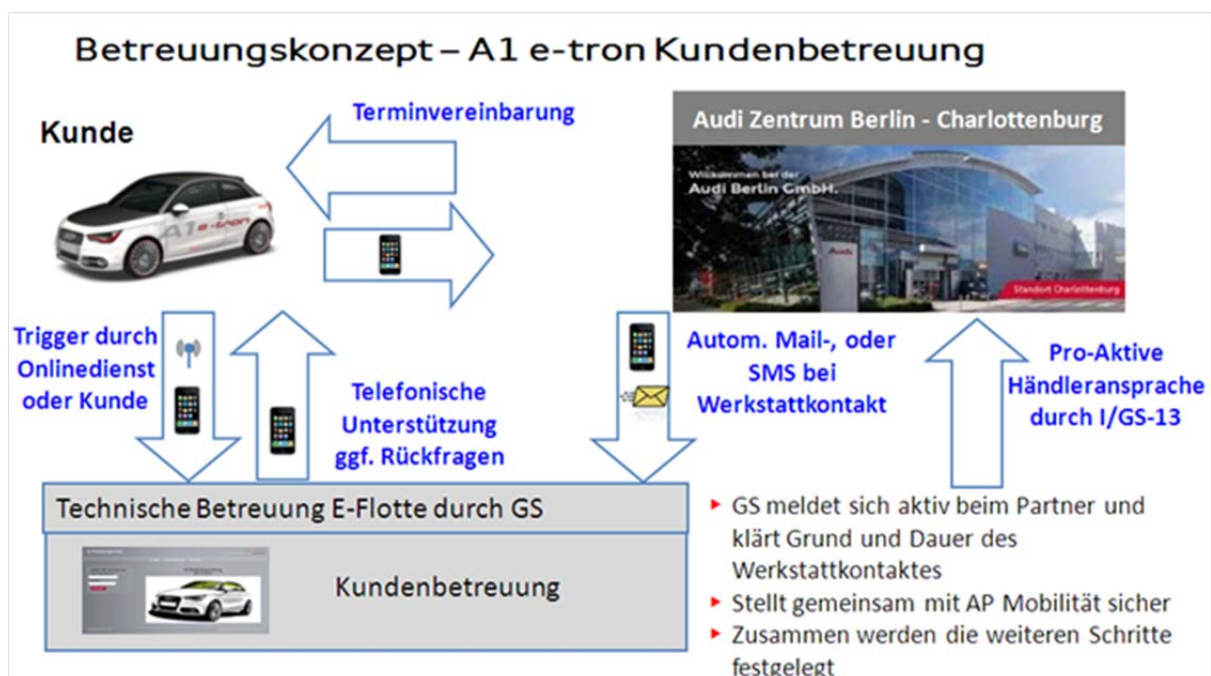 Betreuungskonzept – A1 e-tron Kundenbetreuung
Kunde
A1 e-tron
Terminvereinbarung
Audi Zentrum Berlin - Charlottenburg
Willkommen bei der
Audi Berlin GmbH.
Audi
Standort Charlottenburg
Trigger durch
Onlinedienst
oder Kunde
Telefonische
Unterstützung
ggf. Rückfragen
Autom. Mail-, oder
SMS bei
Werkstattkontakt
Pro-Aktive
Händleransprache
durch I/GS-13
Technische Betreuung E-Flotte durch GS
Kundenbetreuung
GS meldet sich aktiv beim Partner und
klärt Grund und Dauer des
Werkstattkontaktes
Stellt gemeinsam mit AP Mobilität sicher
Zusammen werden die weiteren Schritte
festgelegt